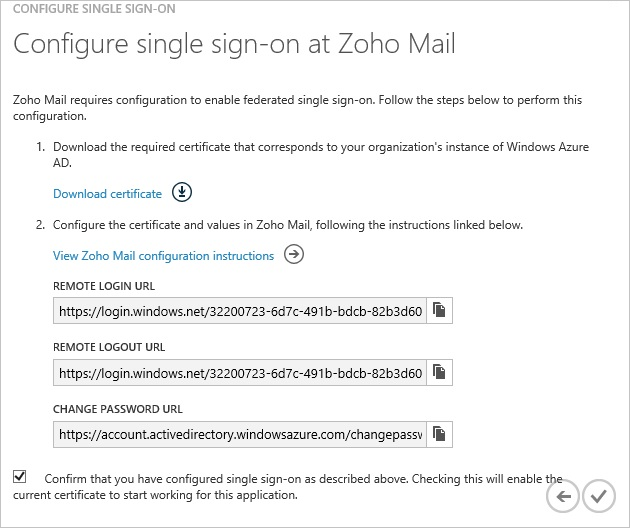 CONFIGURE SINGLE SIGN-ON
Configure single sign-on at Zoho Mail
Zoho Mail requires configuration to enable federated single sign-on. Follow the steps below to perform this
configuration.
1. Download the required certificate that corresponds to your organization's instance of Windows Azure
AD.
Download certificate
2. Configure the certificate and values in Zoho Mail, following the instructions linked below.
View Zoho Mail configuration instructions
REMOTE LOGIN URL
https://login.windows.net/32200723-6d7c-491b-bdcb-82b3d60
REMOTE LOGOUT URL
https://login.windows.net/32200723-6d7c-491b-bdcb-82b3d60
CHANGE PASSWORD URL
https://account.activedirectory.windowsazure.com/changepassw
Confirm that you have configured single sign-on as described above. Checking this will enable the
current certificate to start working for this application.